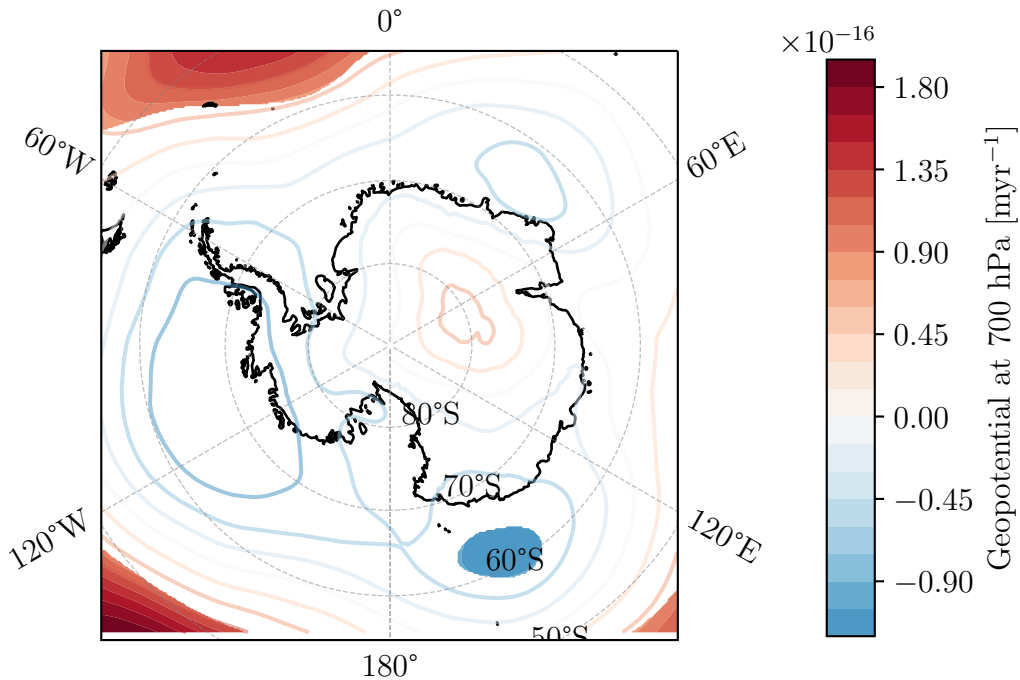 0°
×10⁻¹⁶
60°W
60°E
1.80
1.35
0.90
0.45
0.00
−0.45
−0.90
Geopotential at 700 hPa [myr⁻¹]
80°S
70°S
60°S
50°S
120°W
120°E
180°